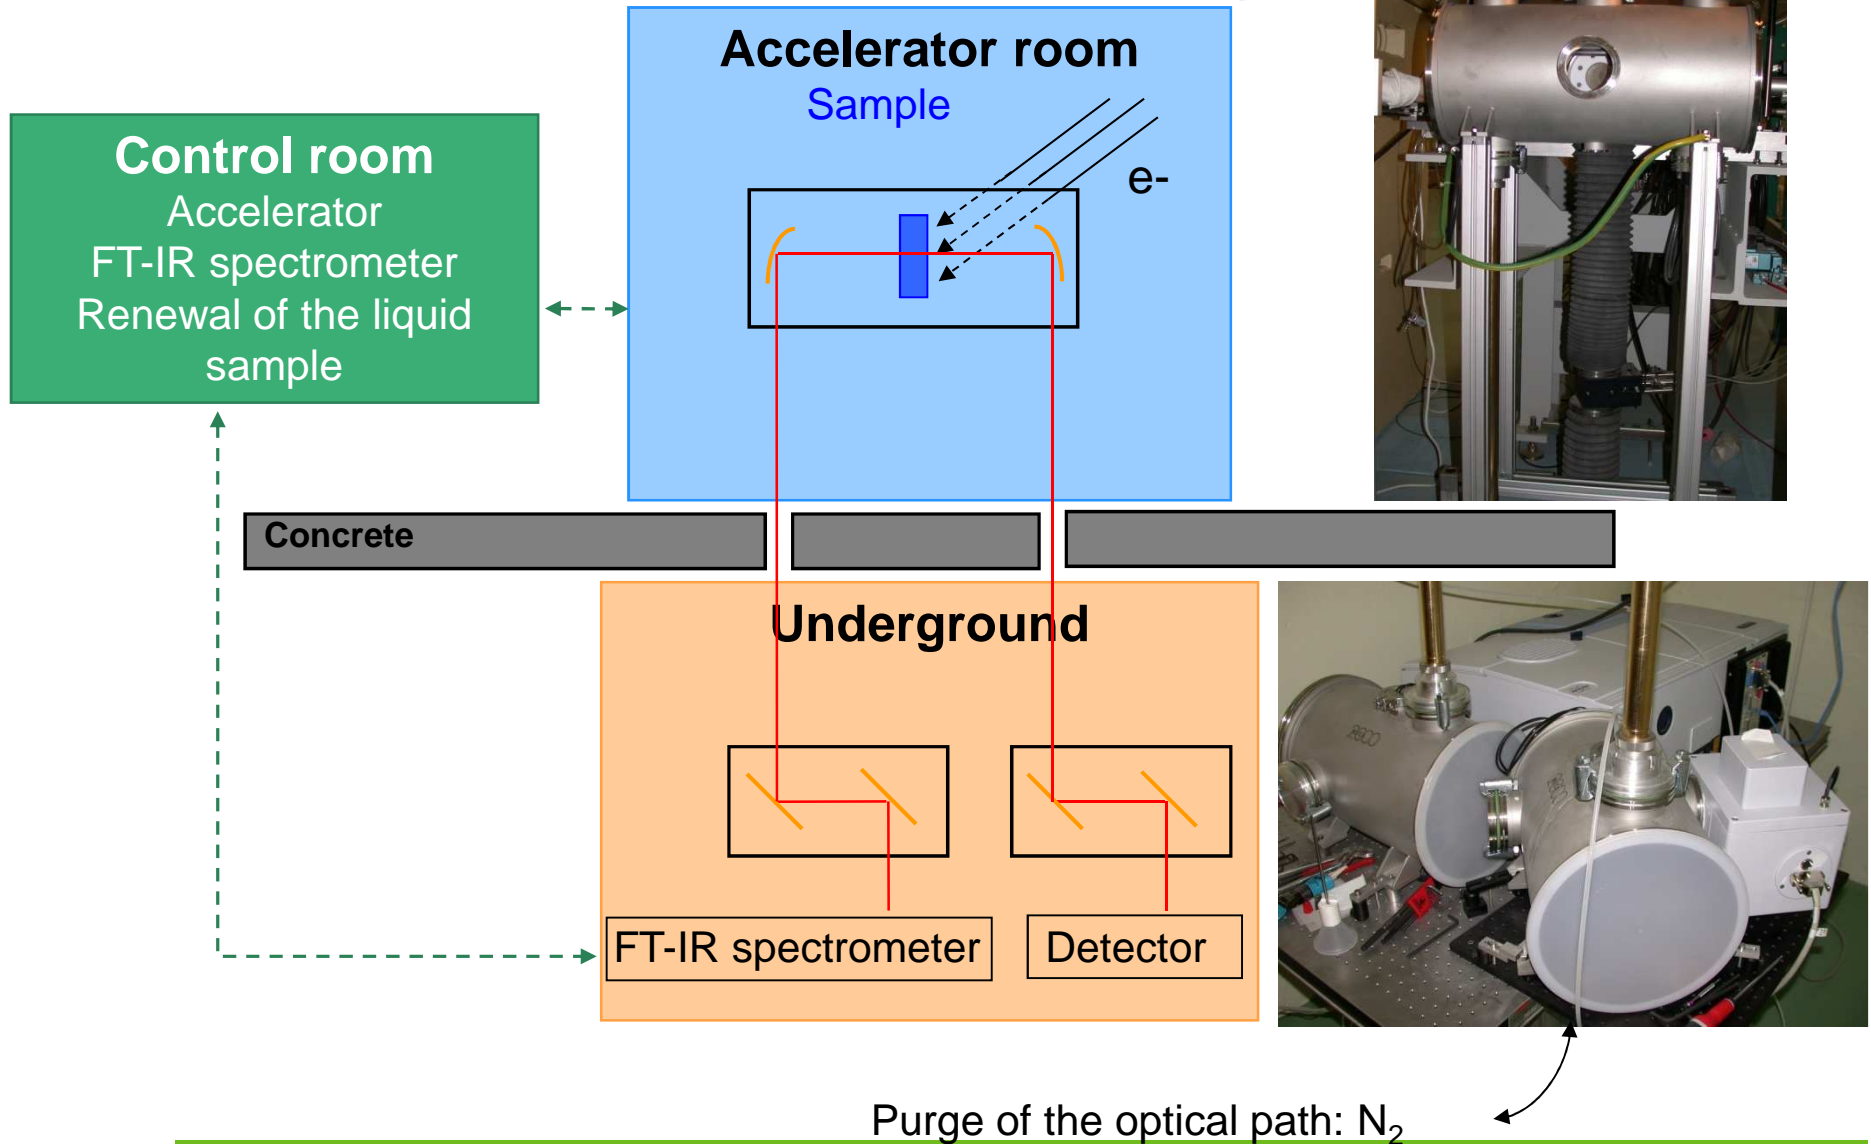 Accelerator room
Sample
e-
Control room
Accelerator
FT-IR spectrometer
Renewal of the liquid
sample
Concrete
Underground
FT-IR spectrometer
Detector
Purge of the optical path: N₂